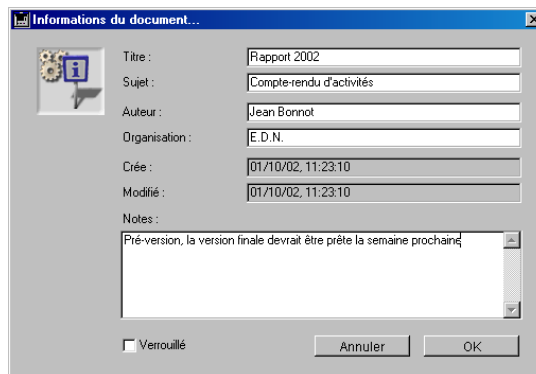 Informations du document...
Titre : Rapport 2002
Sujet : Compte-rendu d'activités
Auteur : Jean Bonnot
Organisation : E.D.N.
Crée : 01/10/02, 11:23:10
Modifié : 01/10/02, 11:23:10
Notes :
Pré-version, la version finale devrait être prête la semaine prochaine
Verrouillé Annuler OK